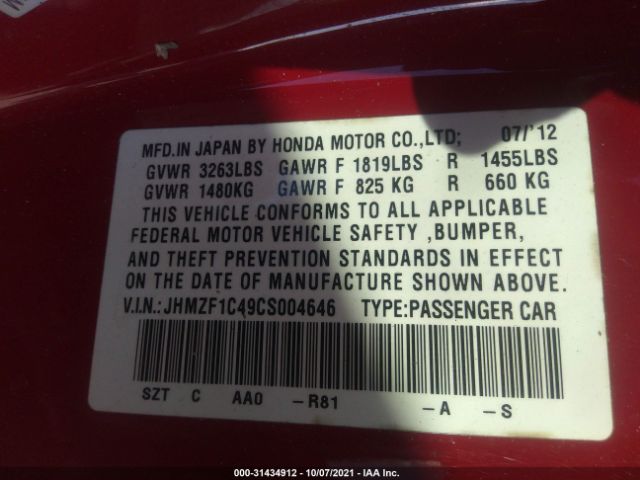 MFD.IN JAPAN BY HONDA MOTOR CO.,LTD; 07/'12
GVWR 3263LBS GAWR F 1819LBS R 1455LBS
GVWR 1480KG GAWR F 825 KG R 660 KG
THIS VEHICLE CONFORMS TO ALL APPLICABLE
FEDERAL MOTOR VEHICLE SAFETY ,BUMPER,
AND THEFT PREVENTION STANDARDS IN EFFECT
ON THE DATE OF MANUFACTURE SHOWN ABOVE.
V.I.N.:JHMZF1C49CS004646 TYPE:PASSENGER CAR
SZT C AA0 -R81 -A -S
000-31434912 - 10/07/2021 - IAA Inc.